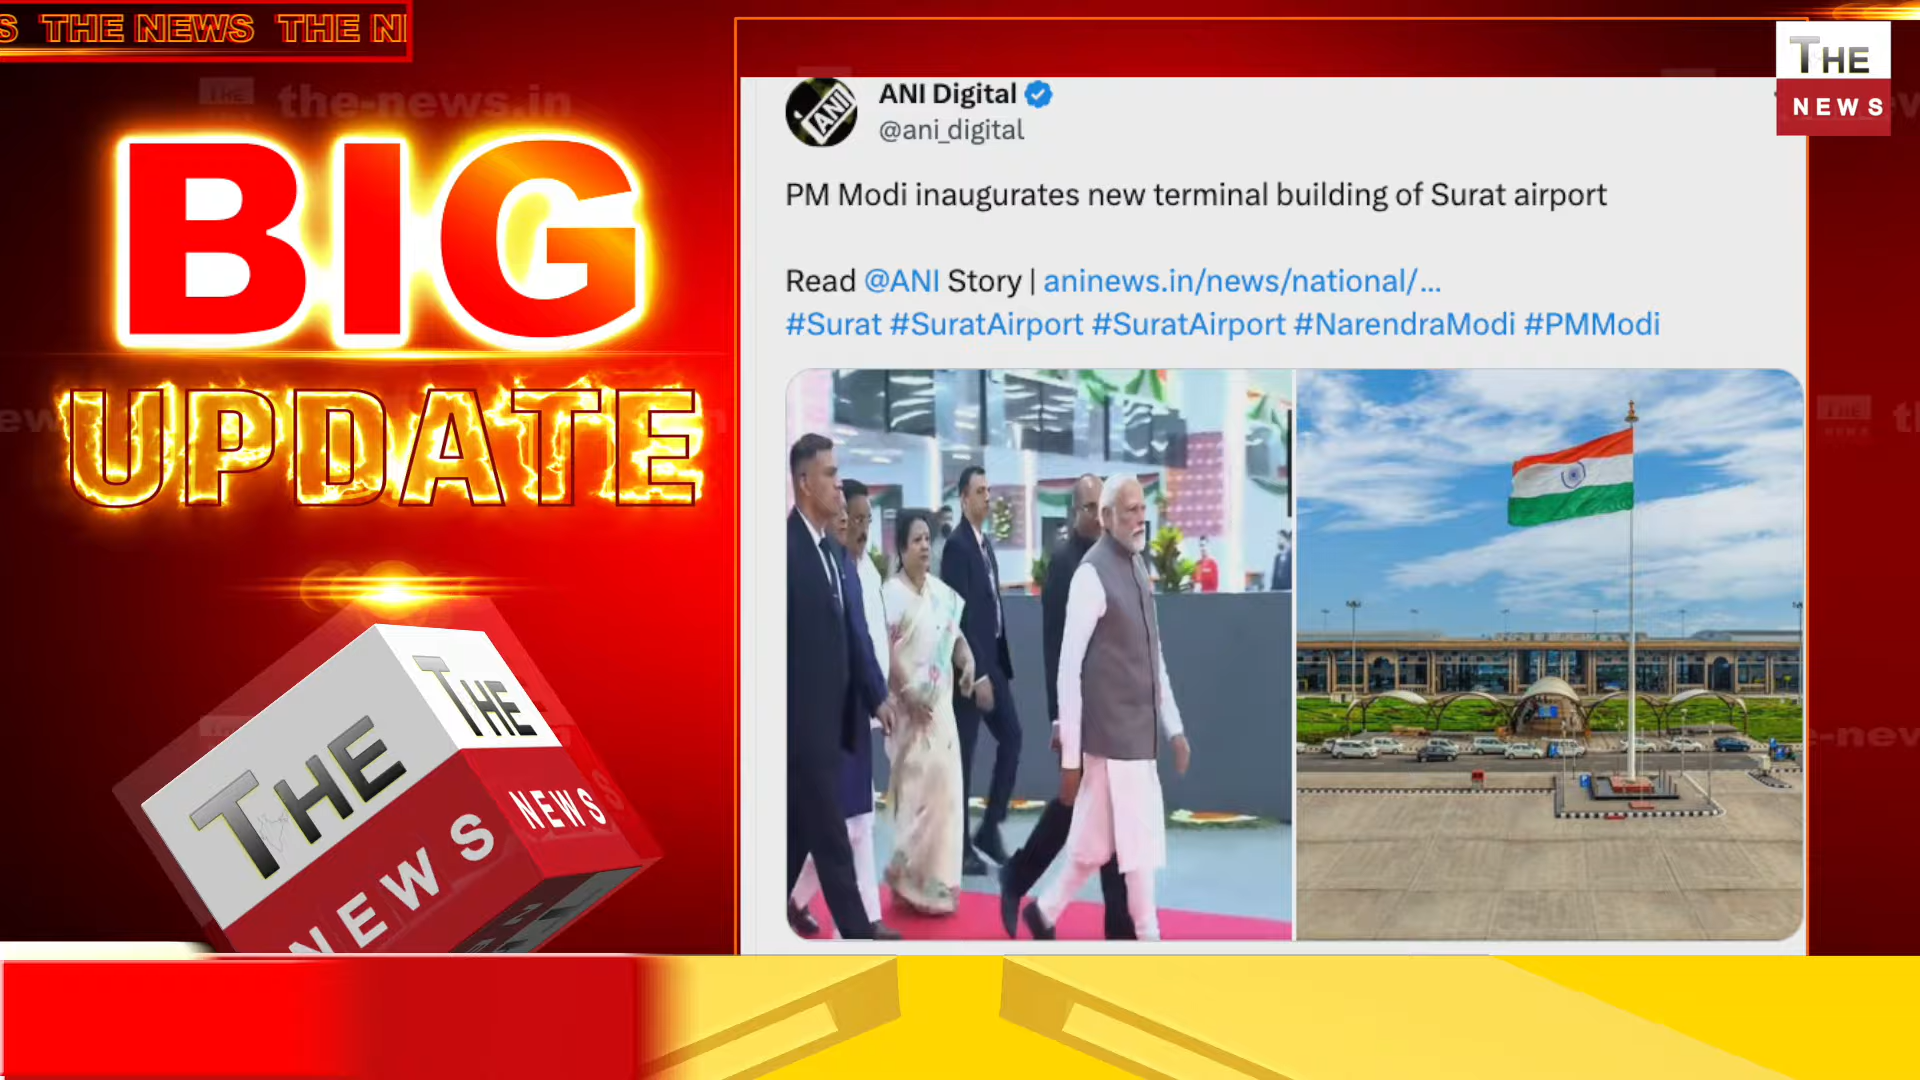 S THE NEWS THE N
the-news.in
BIG
UPDATE
THE
NEWS
THE
NEWS
ANI
ANI Digital
@ani_digital
PM Modi inaugurates new terminal building of Surat airport
Read @ANI Story | aninews.in/news/national/...
#Surat #SuratAirport #SuratAirport #NarendraModi #PMModi
THE
NEWS